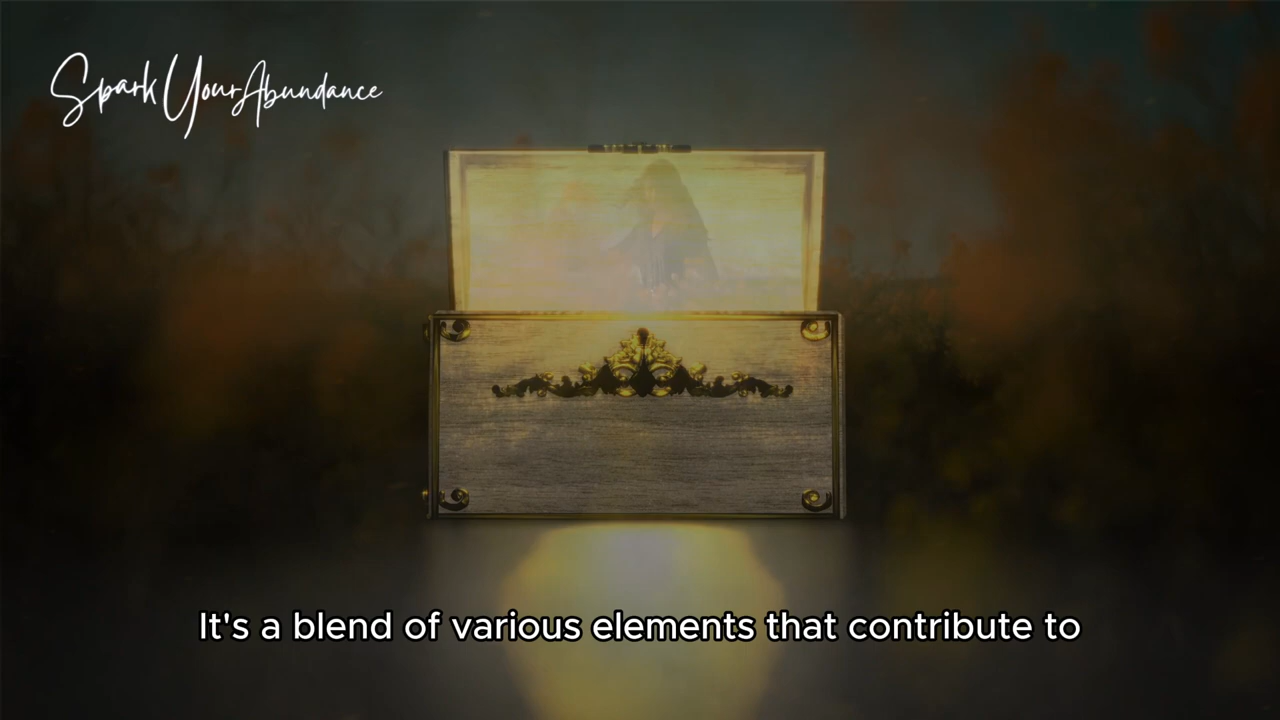 SparkYourAbundance
It's a blend of various elements that contribute to